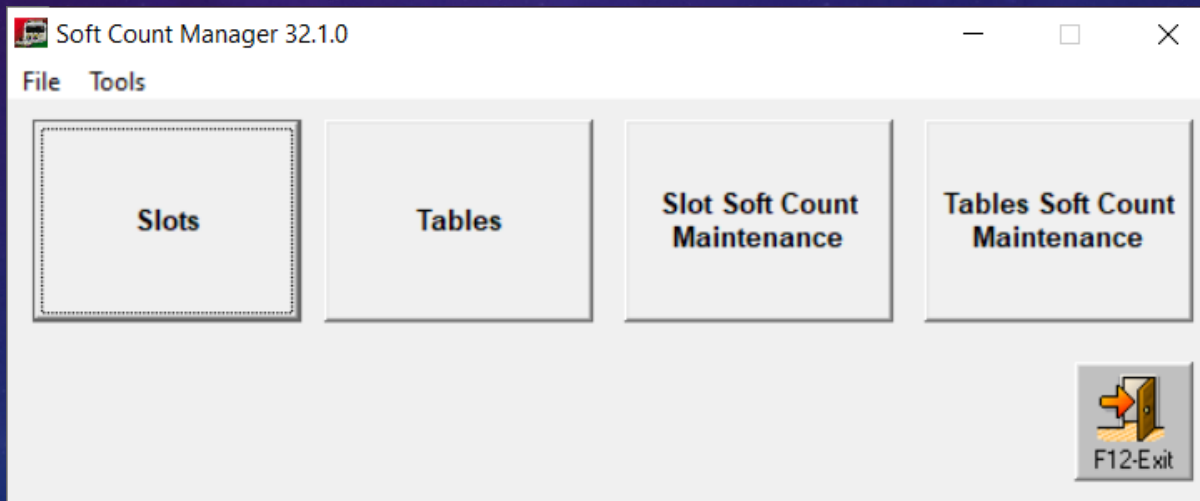 Soft Count Manager 32.1.0
File Tools
Slots
Tables
Slot Soft Count
Maintenance
Tables Soft Count
Maintenance
F12-Exit